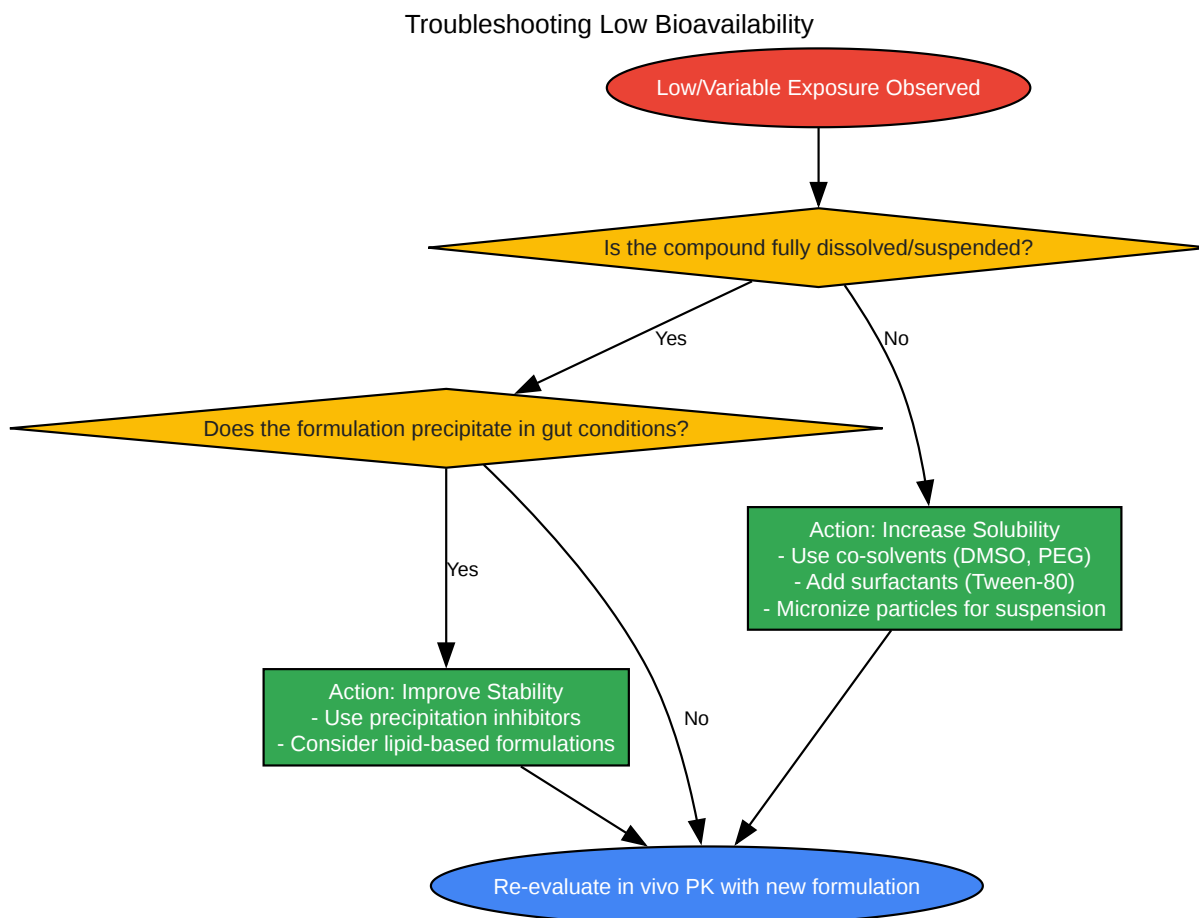 Troubleshooting Low Bioavailability
Low/Variable Exposure Observed
Is the compound fully dissolved/suspended?
Yes
No
Does the formulation precipitate in gut conditions?
Action: Increase Solubility
- Use co-solvents (DMSO, PEG)
- Add surfactants (Tween-80)
- Micronize particles for suspension
Yes
Action: Improve Stability
- Use precipitation inhibitors
- Consider lipid-based formulations
No
Re-evaluate in vivo PK with new formulation